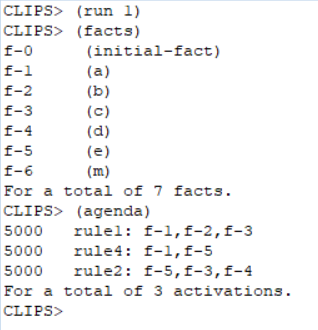 CLIPS> (run 1)
CLIPS> (facts)
f-0     (initial-fact)
f-1     (a)
f-2     (b)
f-3     (c)
f-4     (d)
f-5     (e)
f-6     (m)
For a total of 7 facts.
CLIPS> (agenda)
5000   rule1: f-1,f-2,f-3
5000   rule4: f-1,f-5
5000   rule2: f-5,f-3,f-4
For a total of 3 activations.
CLIPS>